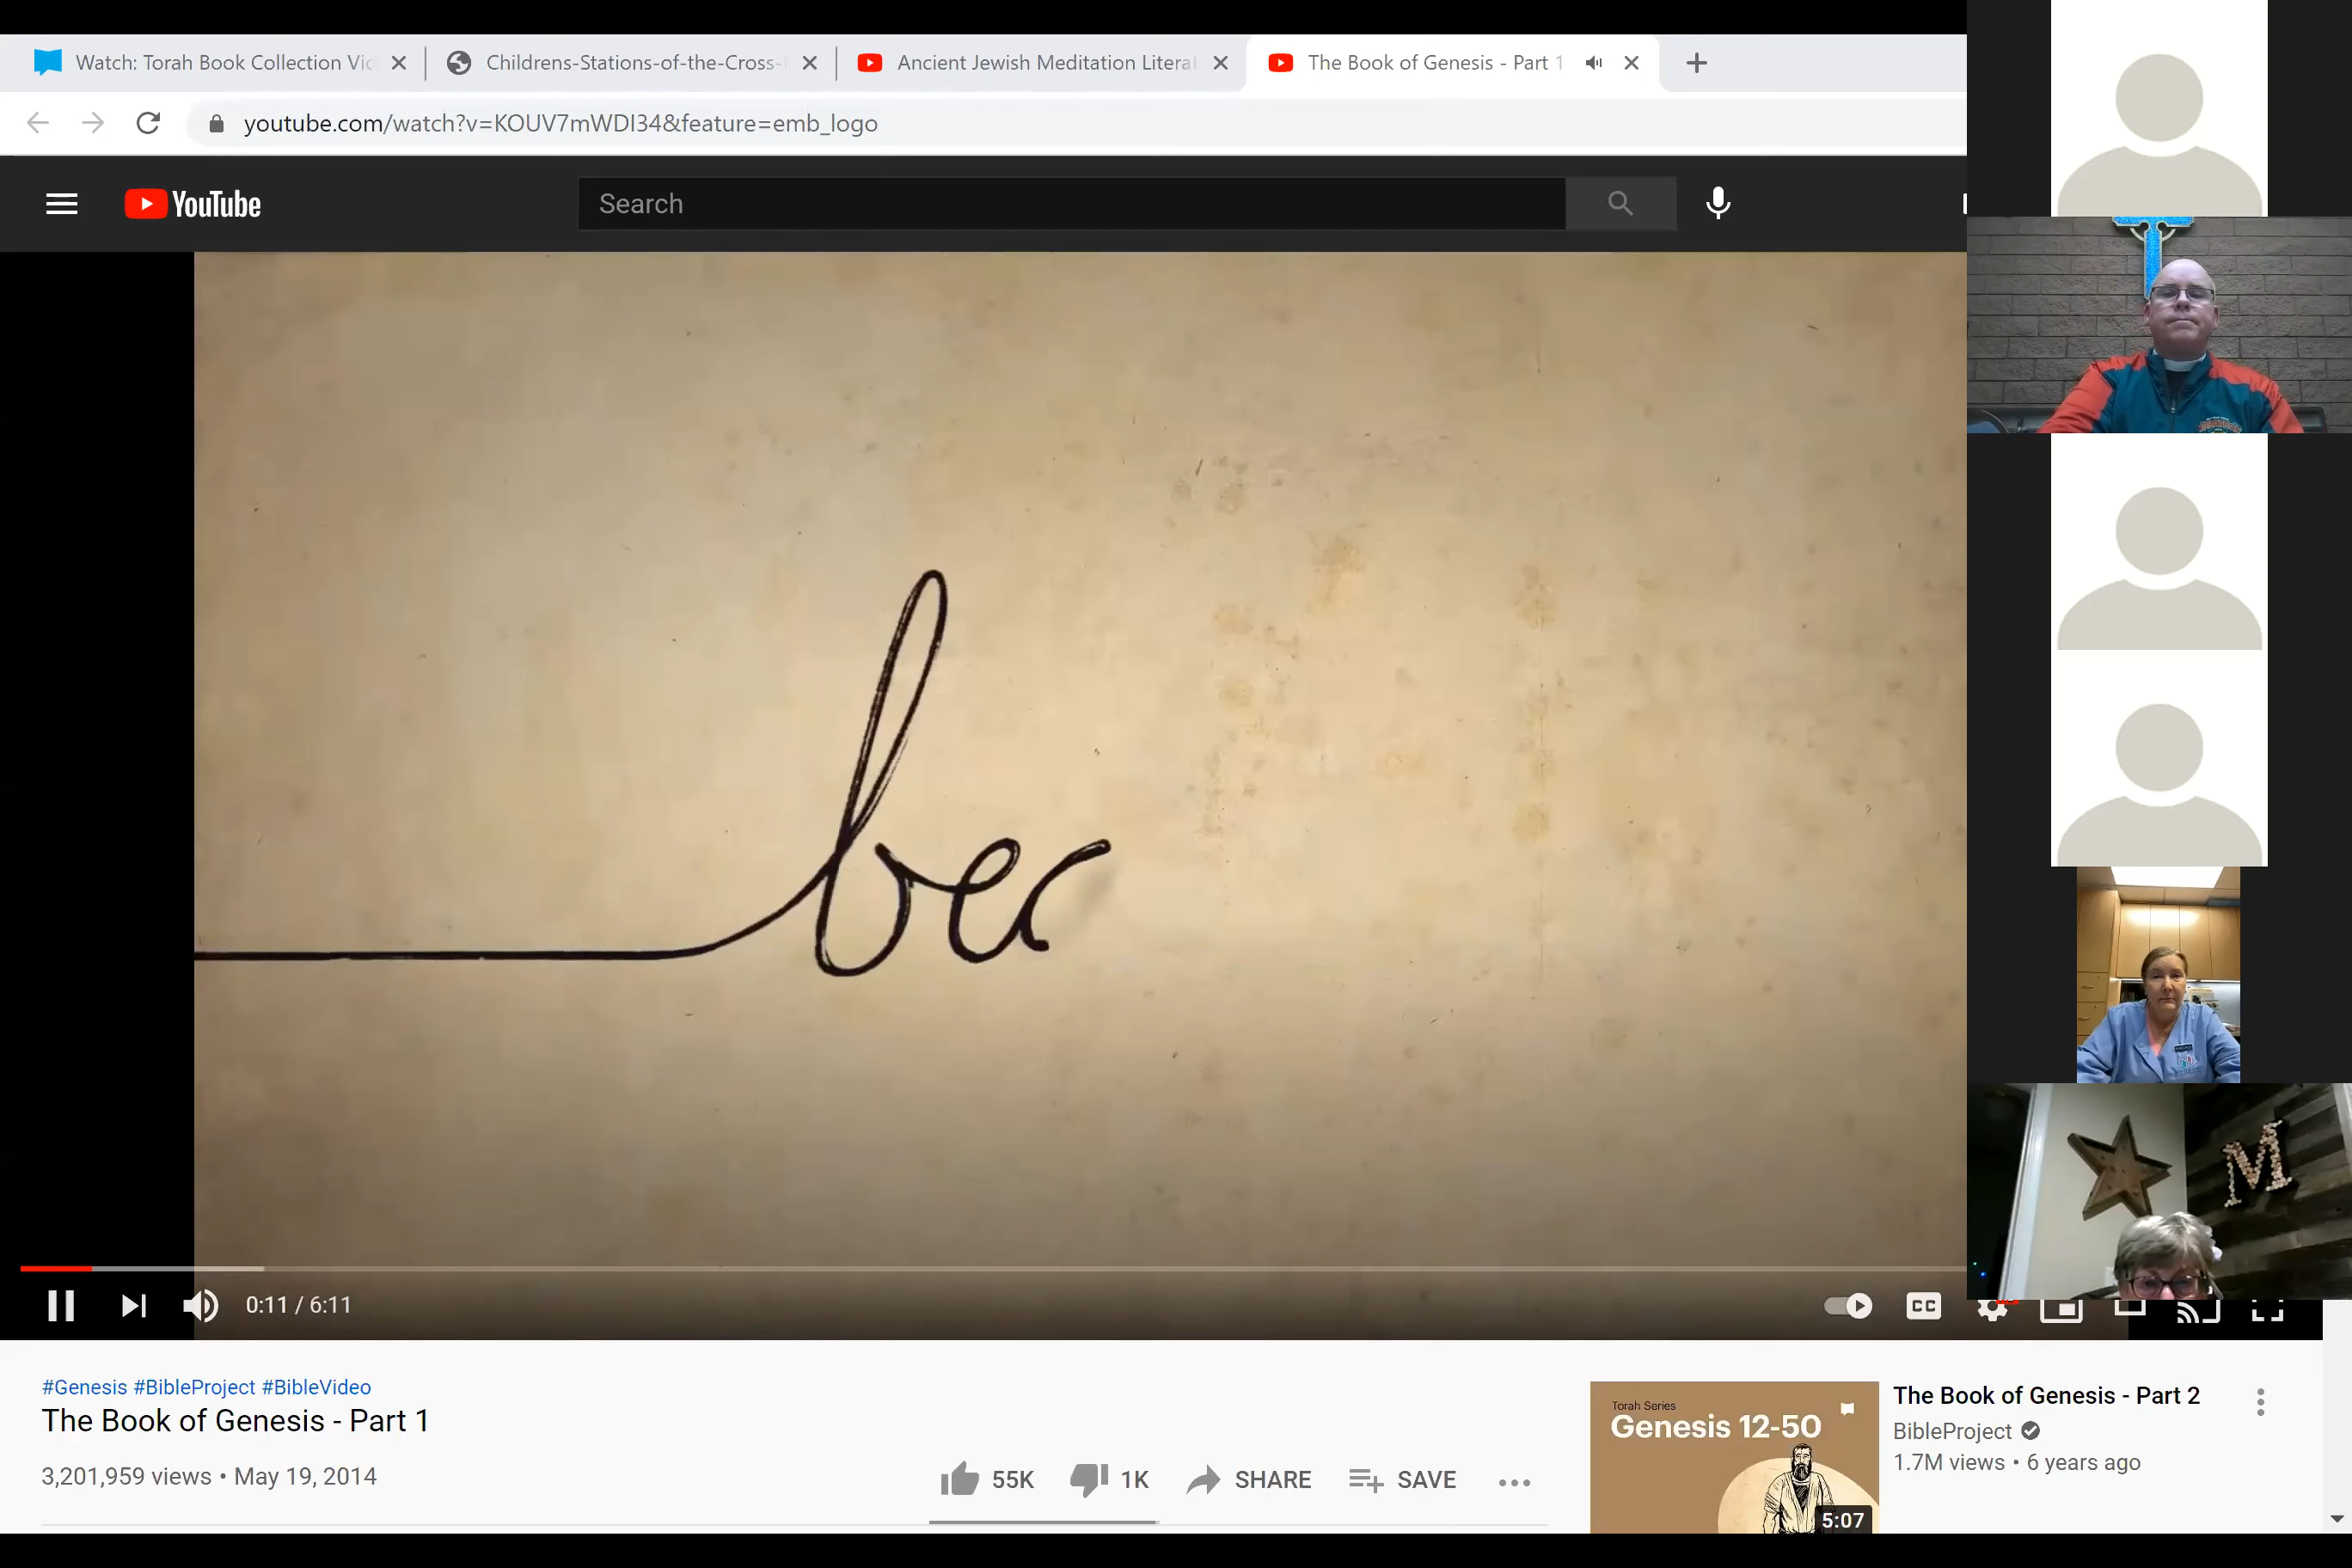 Watch: Torah Book Collection Vid
Childrens-Stations-of-the-Cross-
Ancient Jewish Meditation Litera
The Book of Genesis - Part 1
youtube.com/watch?v=KOUV7mWDI34&feature=emb_logo
YouTube
Search
bec
M
0:11 / 6:11
CC
#Genesis #BibleProject #BibleVideo
The Book of Genesis - Part 1
3,201,959 views • May 19, 2014
55K
1K
SHARE
SAVE
Torah Series
Genesis 12-50
5:07
The Book of Genesis - Part 2
BibleProject
1.7M views • 6 years ago